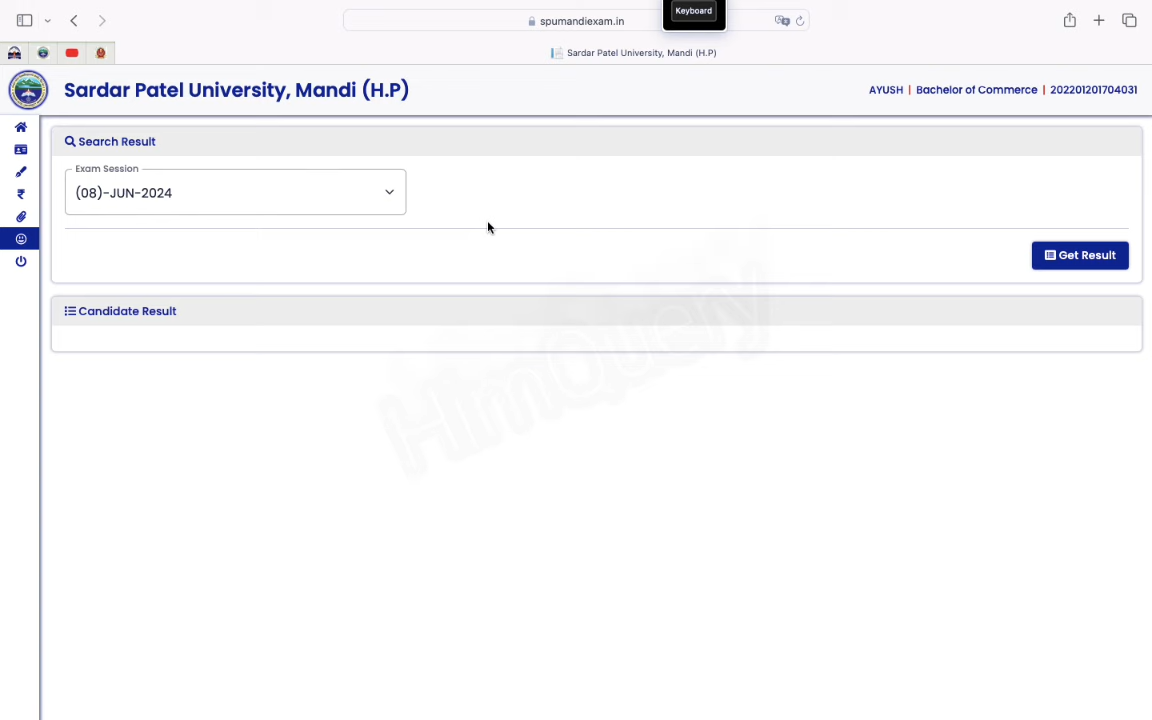 Keyboard
spumandiexam.in
Sardar Patel University, Mandi (H.P)
Sardar Patel University, Mandi (H.P)
AYUSH | Bachelor of Commerce | 202201201704031
Search Result
Exam Session
(08)-JUN-2024
Get Result
Candidate Result
HimQuery